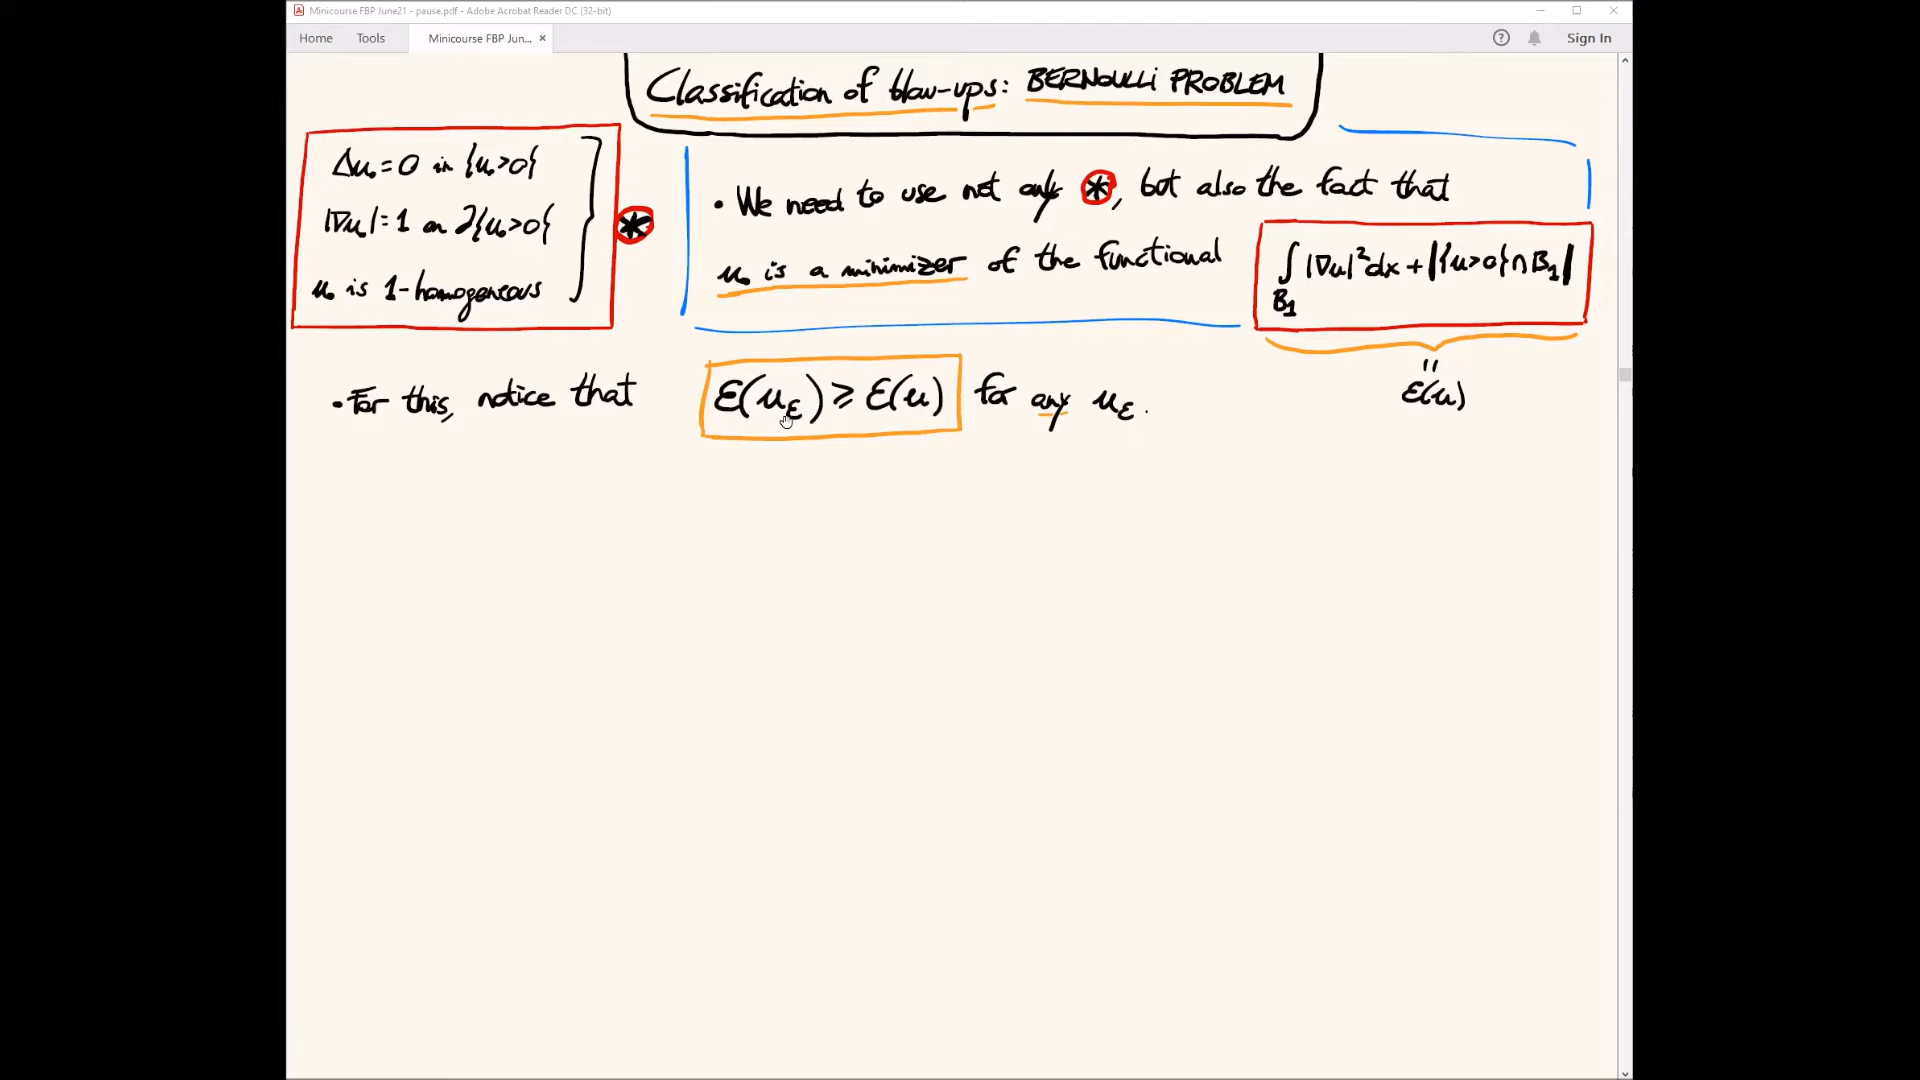 Minicourse FBP June21 - pause.pdf - Adobe Acrobat Reader DC (32-bit)
Home Tools Minicourse FBP Jun... × Sign In
Classification of blow-ups: BERNOULLI PROBLEM
Δu₀=0 in {u₀>0}
|∇u₀|=1 on ∂{u₀>0}
u₀ is 1-homogeneous
*
• We need to use not only *, but also the fact that
u₀ is a minimizer of the functional
∫_{B₁} |∇u|²dx + |{u>0}∩B₁|
=
ℰ(u)
• For this, notice that ℰ(u_ε) ⩾ ℰ(u) for any u_ε.